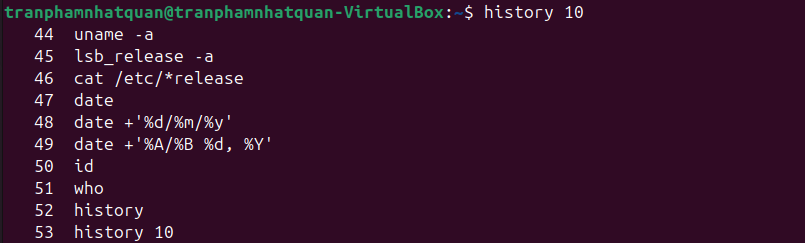 tranphamnhatquan@tranphamnhatquan-VirtualBox:~$ history 10
44 uname -a
45 lsb_release -a
46 cat /etc/*release
47 date
48 date +'%d/%m/%y'
49 date +'%A/%B %d, %Y'
50 id
51 who
52 history
53 history 10